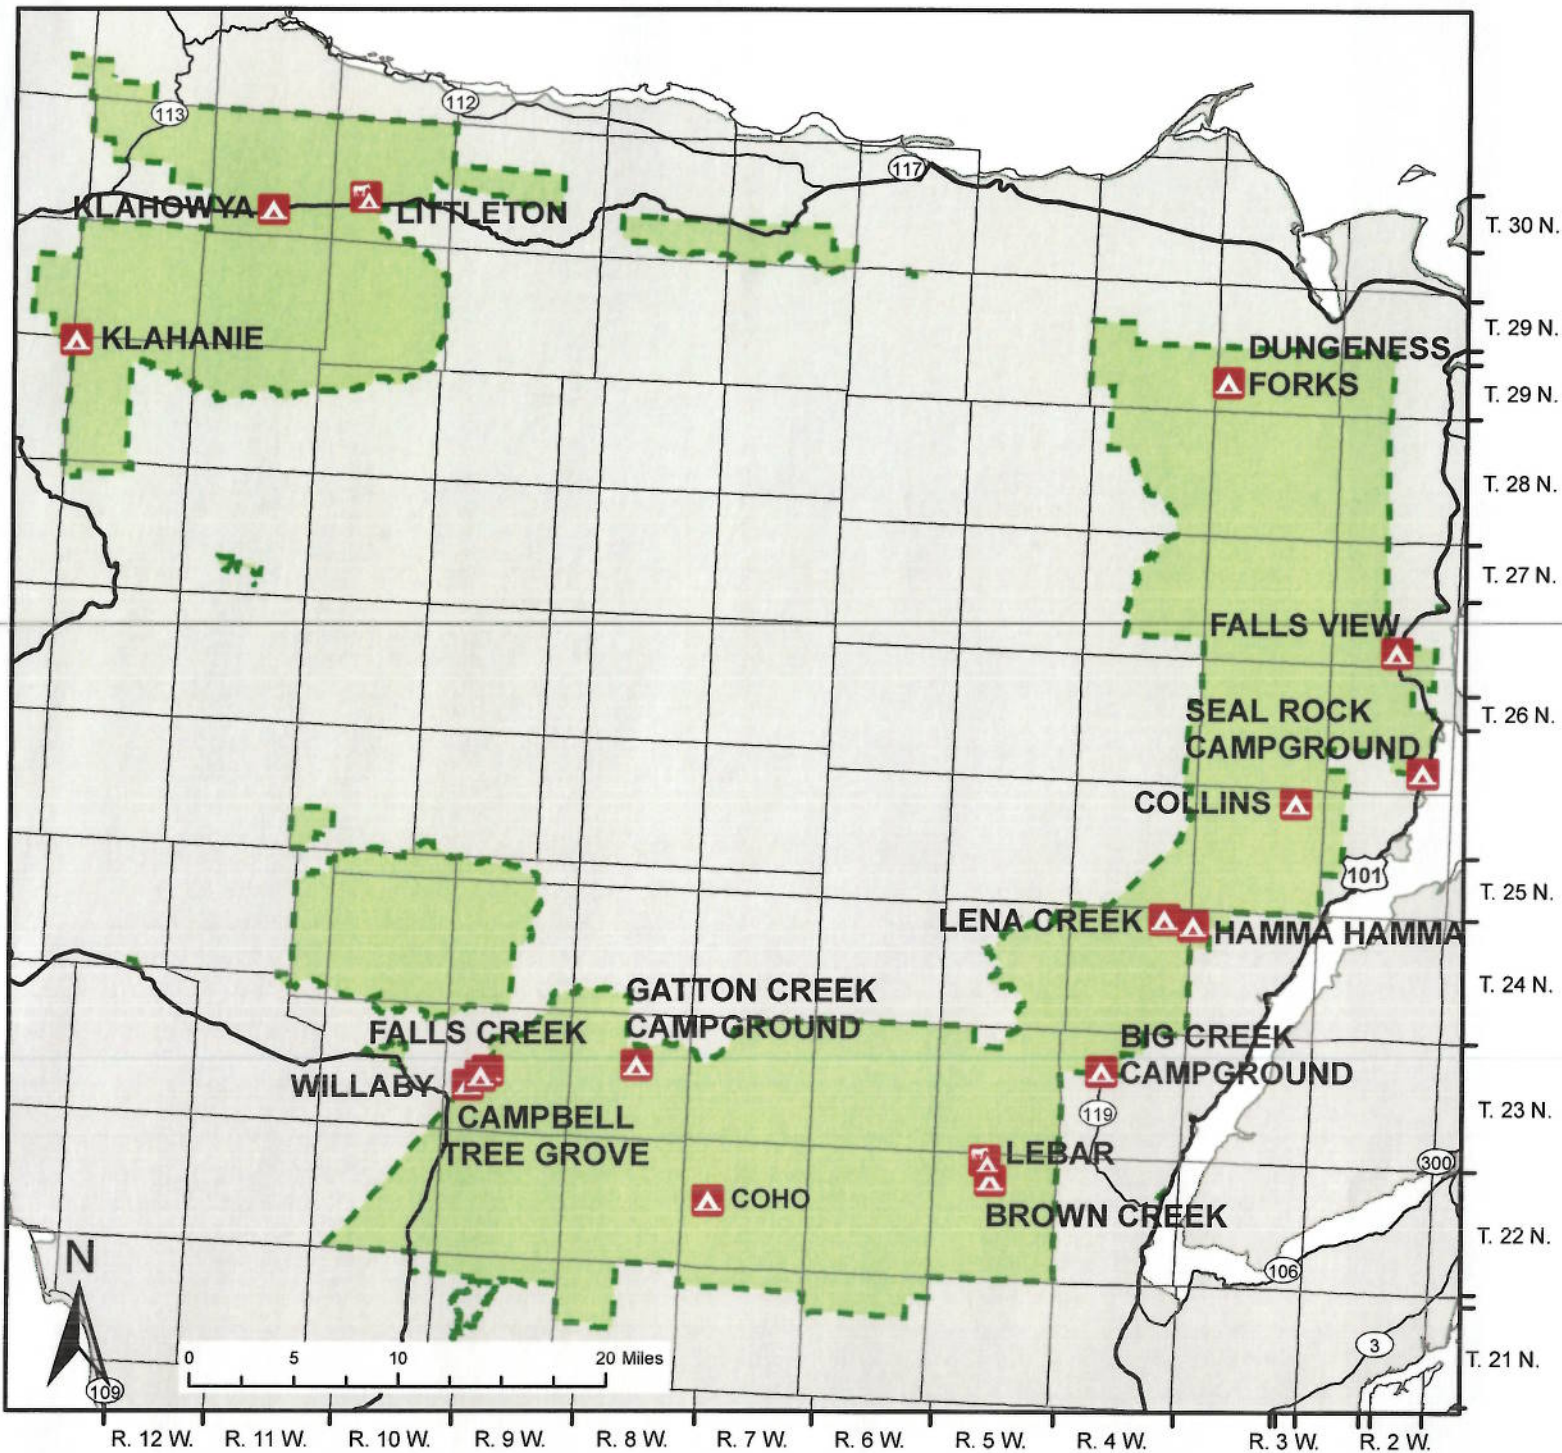 113
112
117
KLAHOWYA
LITTLETON
T. 30 N.
KLAHANIE
T. 29 N.
DUNGENESS
FORKS
T. 29 N.
T. 28 N.
T. 27 N.
FALLS VIEW
SEAL ROCK
CAMPGROUND
T. 26 N.
COLLINS
101
T. 25 N.
LENA CREEK
HAMMA HAMMA
T. 24 N.
GATTON CREEK
CAMPGROUND
FALLS CREEK
BIG CREEK
CAMPGROUND
WILLABY
119
T. 23 N.
CAMPBELL
TREE GROVE
LEBAR
300
COHO
BROWN CREEK
T. 22 N.
N
106
3
T. 21 N.
0 5 10 20 Miles
109
R. 12 W. R. 11 W. R. 10 W. R. 9 W. R. 8 W. R. 7 W. R. 6 W. R. 5 W. R. 4 W. R. 3 W. R. 2 W.